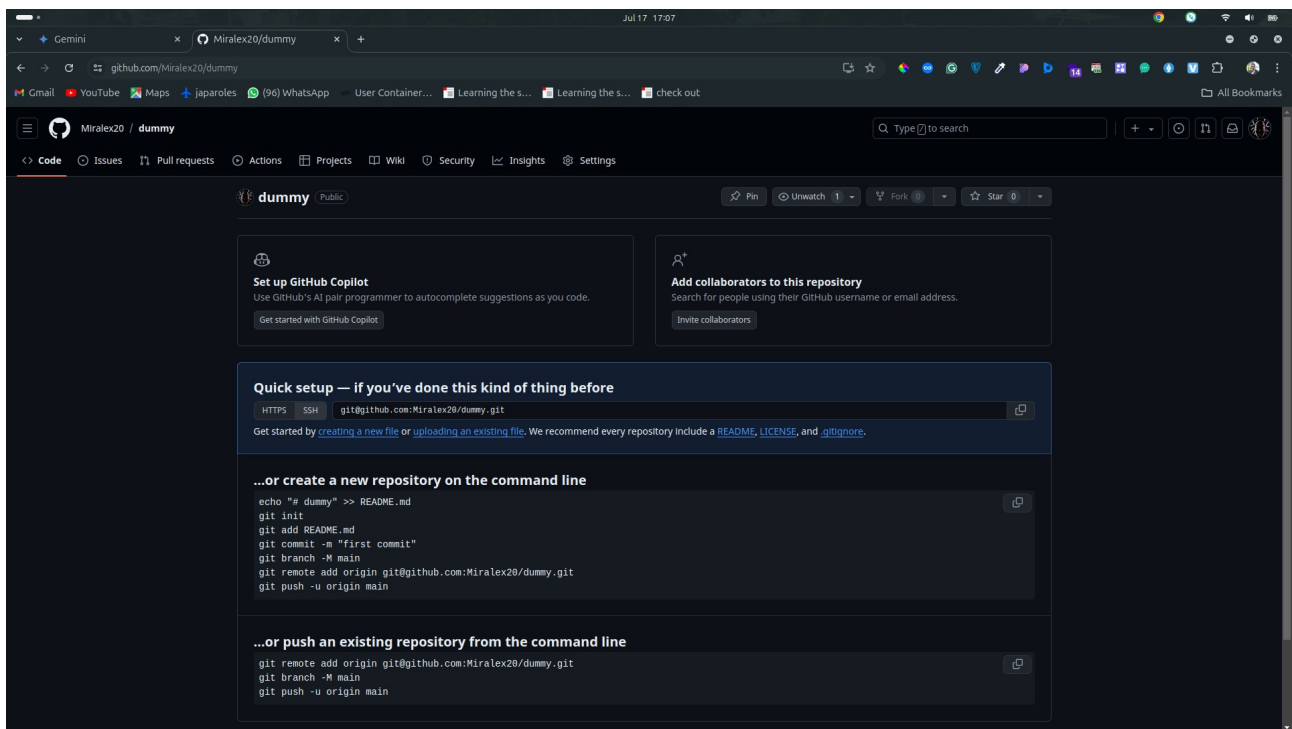 Jul 17 17:07
Gemini
Miralex20/dummy
github.com/Miralex20/dummy
14
Gmail YouTube Maps japaroles (96) WhatsApp User Container... Learning the s... Learning the s... check out All Bookmarks
Miralex20 / dummy
Type / to search
Code Issues Pull requests Actions Projects Wiki Security Insights Settings
dummy Public
Pin Unwatch 1 Fork 0 Star 0
Set up GitHub Copilot
Use GitHub's AI pair programmer to autocomplete suggestions as you code.
Get started with GitHub Copilot
Add collaborators to this repository
Search for people using their GitHub username or email address.
Invite collaborators
Quick setup — if you've done this kind of thing before
HTTPS SSH git@github.com:Miralex20/dummy.git
Get started by creating a new file or uploading an existing file. We recommend every repository include a README, LICENSE, and .gitignore.
...or create a new repository on the command line
echo "# dummy" >> README.md
git init
git add README.md
git commit -m "first commit"
git branch -M main
git remote add origin git@github.com:Miralex20/dummy.git
git push -u origin main
...or push an existing repository from the command line
git remote add origin git@github.com:Miralex20/dummy.git
git branch -M main
git push -u origin main